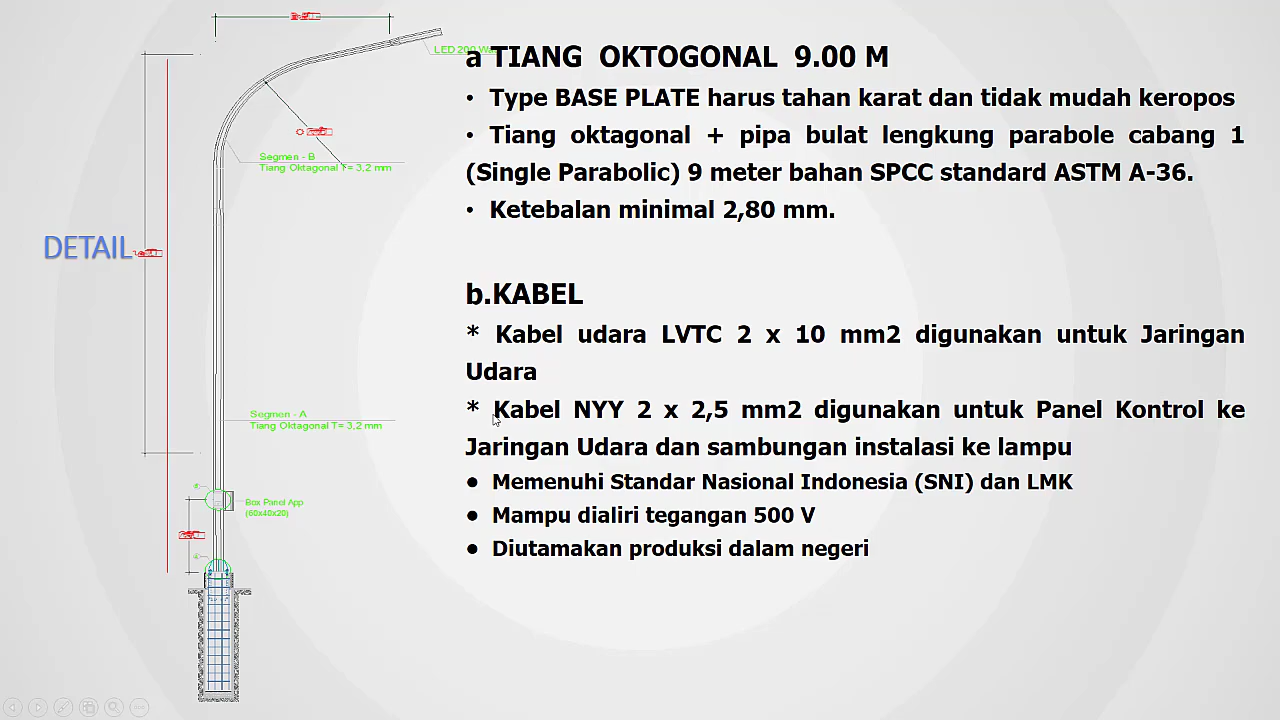 LED 200 Wa
a TIANG OKTOGONAL 9.00 M
• Type BASE PLATE harus tahan karat dan tidak mudah keropos
• Tiang oktagonal + pipa bulat lengkung parabole cabang 1
(Single Parabolic) 9 meter bahan SPCC standard ASTM A-36.
• Ketebalan minimal 2,80 mm.
Segmen - B
Tiang Oktagonal T= 3,2 mm
DETAIL
b.KABEL
* Kabel udara LVTC 2 x 10 mm2 digunakan untuk Jaringan
Udara
* Kabel NYY 2 x 2,5 mm2 digunakan untuk Panel Kontrol ke
Jaringan Udara dan sambungan instalasi ke lampu
● Memenuhi Standar Nasional Indonesia (SNI) dan LMK
● Mampu dialiri tegangan 500 V
● Diutamakan produksi dalam negeri
Segmen - A
Tiang Oktagonal T= 3,2 mm
Box Panel App
(60x40x20)